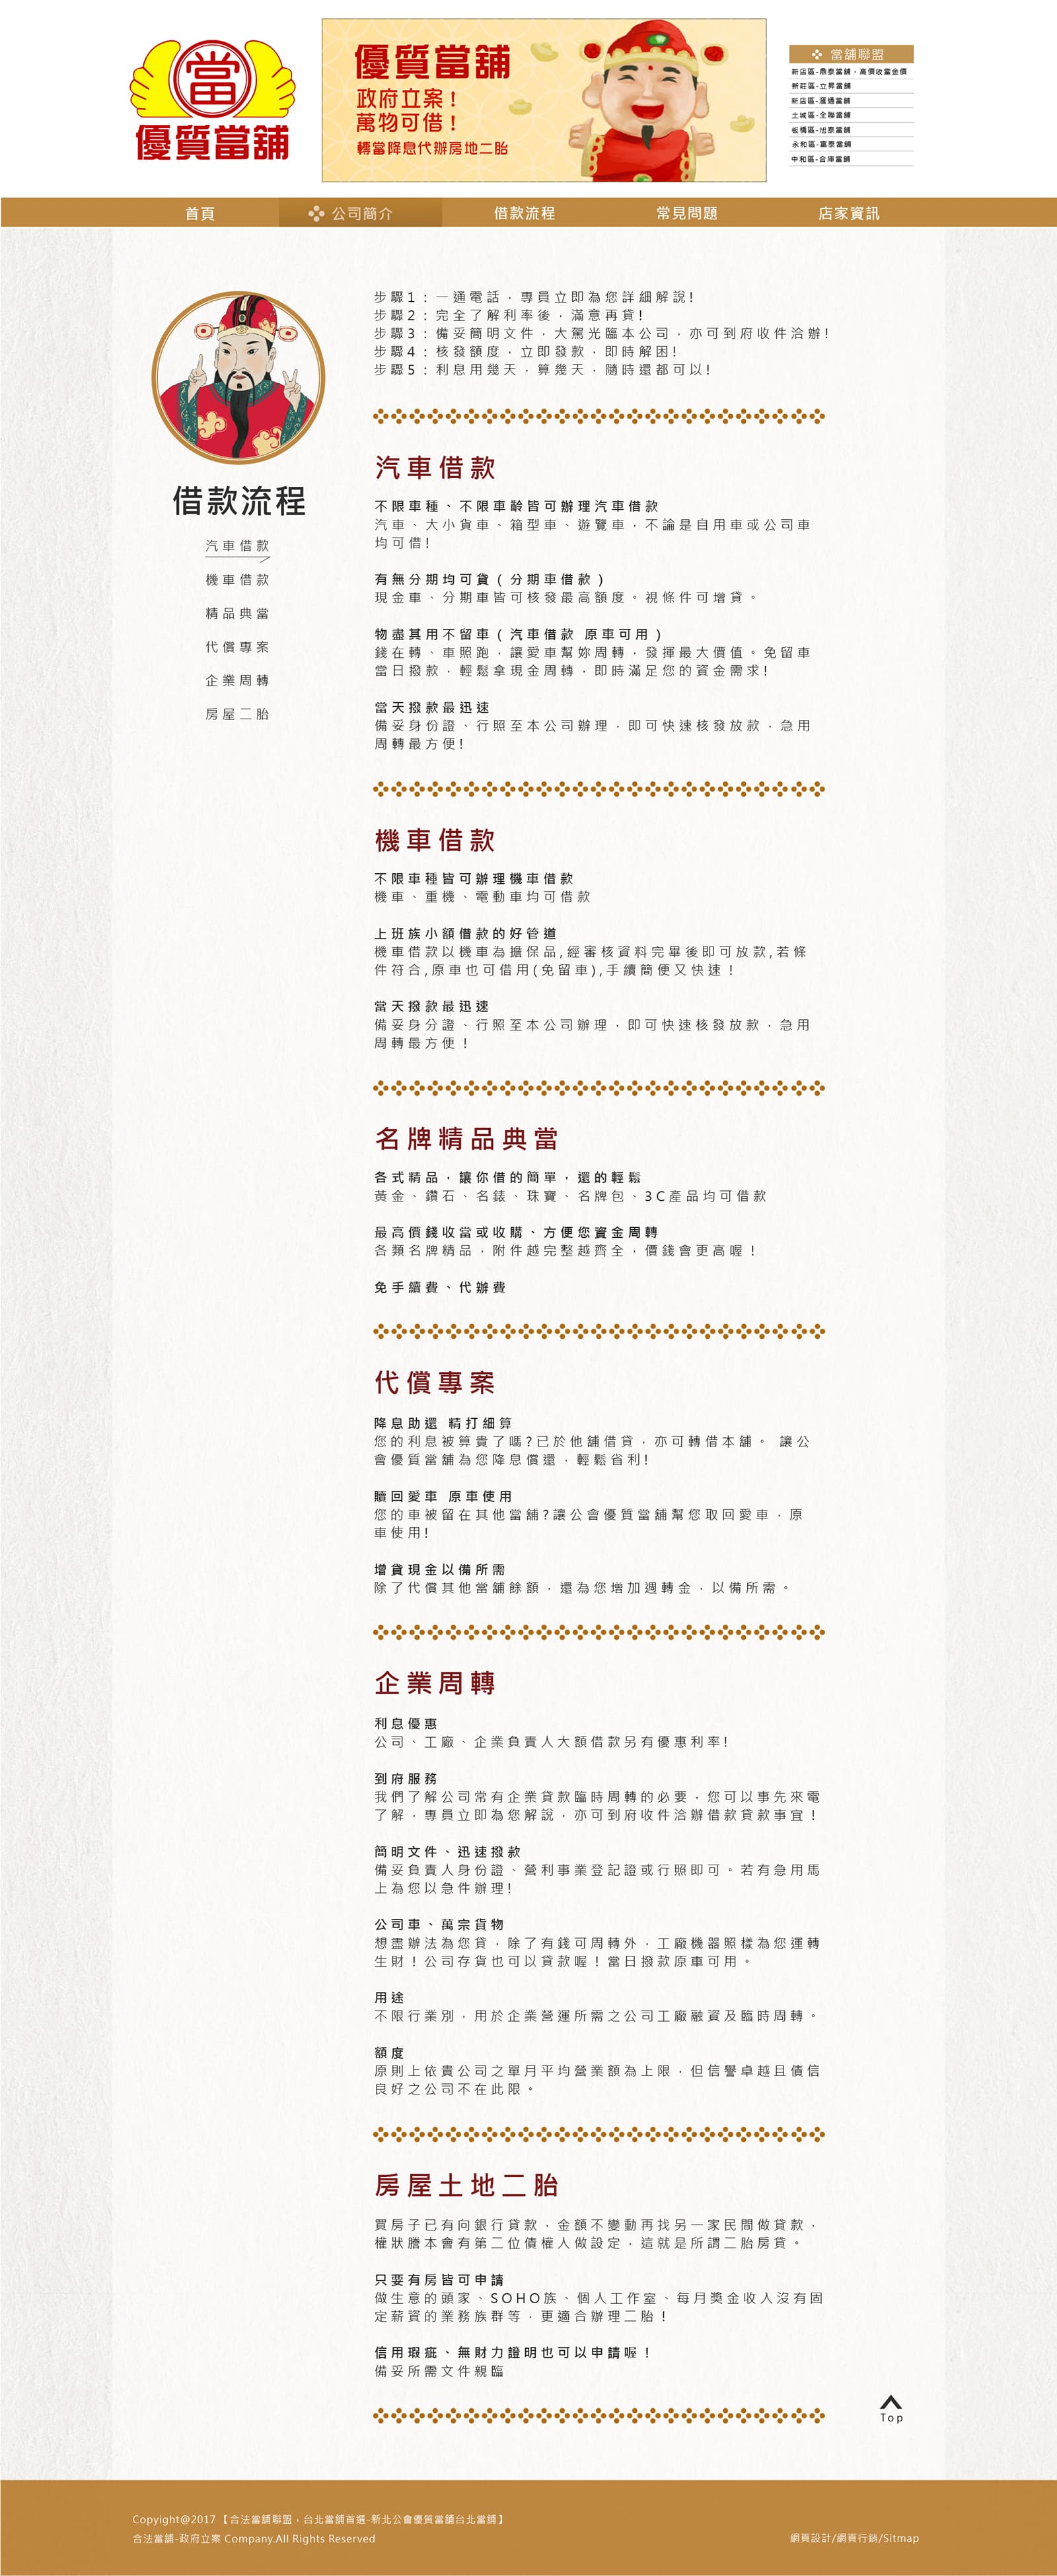 當
優質當舖
優質當舖
政府立案！
萬物可借！
轉當降息代辦房地二胎
當舖聯盟
新店區-鼎泰當舖，高價收當金價
新莊區-立昇當舖
新店區-匯通當舖
土城區-全聯當舖
板橋區-旭泰當舖
永和區-富泰當舖
中和區-合庫當舖
首頁
公司簡介
借款流程
常見問題
店家資訊
借款流程
汽車借款
機車借款
精品典當
代償專案
企業周轉
房屋二胎
步驟1：一通電話，專員立即為您詳細解說!
步驟2：完全了解利率後，滿意再貸!
步驟3：備妥簡明文件，大駕光臨本公司，亦可到府收件洽辦!
步驟4：核發額度，立即發款，即時解困!
步驟5：利息用幾天，算幾天，隨時還都可以!
汽車借款
不限車種、不限車齡皆可辦理汽車借款
汽車、大小貨車、箱型車、遊覽車，不論是自用車或公司車
均可借!
有無分期均可貸(分期車借款)
現金車、分期車皆可核發最高額度。視條件可增貸。
物盡其用不留車(汽車借款 原車可用)
錢在轉、車照跑，讓愛車幫妳周轉，發揮最大價值。免留車
當日撥款，輕鬆拿現金周轉，即時滿足您的資金需求!
當天撥款最迅速
備妥身份證、行照至本公司辦理，即可快速核發放款，急用
周轉最方便!
機車借款
不限車種皆可辦理機車借款
機車、重機、電動車均可借款
上班族小額借款的好管道
機車借款以機車為擔保品,經審核資料完畢後即可放款,若條
件符合,原車也可借用(免留車),手續簡便又快速！
當天撥款最迅速
備妥身分證、行照至本公司辦理，即可快速核發放款，急用
周轉最方便！
名牌精品典當
各式精品，讓你借的簡單，還的輕鬆
黃金、鑽石、名錶、珠寶、名牌包、3C產品均可借款
最高價錢收當或收購、方便您資金周轉
各類名牌精品，附件越完整越齊全，價錢會更高喔！
免手續費、代辦費
代償專案
降息助還 精打細算
您的利息被算貴了嗎?已於他舖借貸，亦可轉借本舖。 讓公
會優質當舖為您降息償還，輕鬆省利!
贖回愛車 原車使用
您的車被留在其他當舖?讓公會優質當舖幫您取回愛車，原
車使用!
增貸現金以備所需
除了代償其他當舖餘額，還為您增加週轉金，以備所需。
企業周轉
利息優惠
公司、工廠、企業負責人大額借款另有優惠利率!
到府服務
我們了解公司常有企業貸款臨時周轉的必要，您可以事先來電
了解，專員立即為您解說，亦可到府收件洽辦借款貸款事宜！
簡明文件、迅速撥款
備妥負責人身份證、營利事業登記證或行照即可。若有急用馬
上為您以急件辦理!
公司車、萬宗貨物
想盡辦法為您貸，除了有錢可周轉外，工廠機器照樣為您運轉
生財！公司存貨也可以貸款喔！當日撥款原車可用。
用途
不限行業別，用於企業營運所需之公司工廠融資及臨時周轉。
額度
原則上依貴公司之單月平均營業額為上限，但信譽卓越且債信
良好之公司不在此限。
房屋土地二胎
買房子已有向銀行貸款，金額不變動再找另一家民間做貸款，
權狀謄本會有第二位債權人做設定，這就是所謂二胎房貸。
只要有房皆可申請
做生意的頭家、SOHO族、個人工作室、每月獎金收入沒有固
定薪資的業務族群等，更適合辦理二胎！
信用瑕疵、無財力證明也可以申請喔！
備妥所需文件親臨
Top
Copyight@2017【合法當舖聯盟，台北當舖首選-新北公會優質當舖台北當舖】
合法當舖-政府立案 Company.All Rights Reserved
網頁設計/網頁行銷/Sitmap